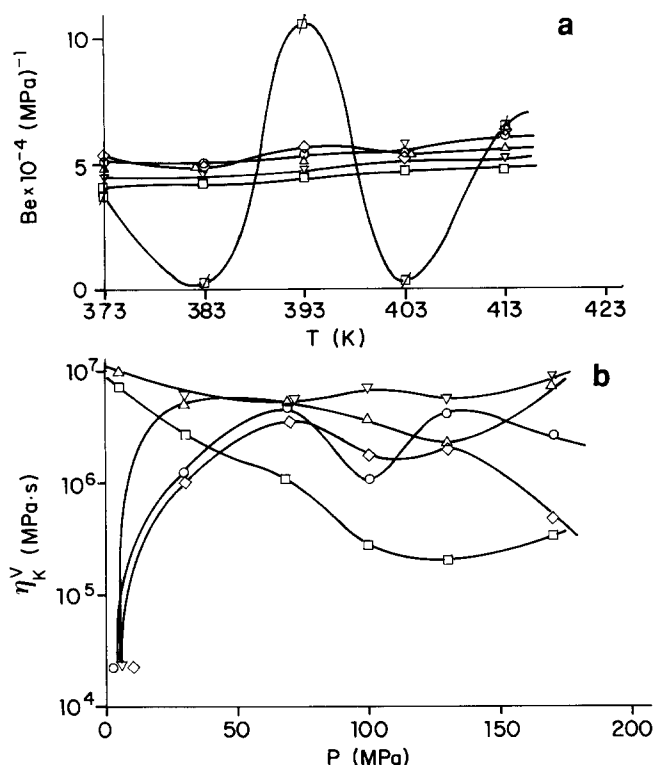 a
Be×10⁻⁴ (MPa)⁻¹
10
5
0
373 383 393 403 413 423
T (K)
b
η_K^V (MPa·s)
10⁷
10⁶
10⁵
10⁴
0 50 100 150 200
P (MPa)